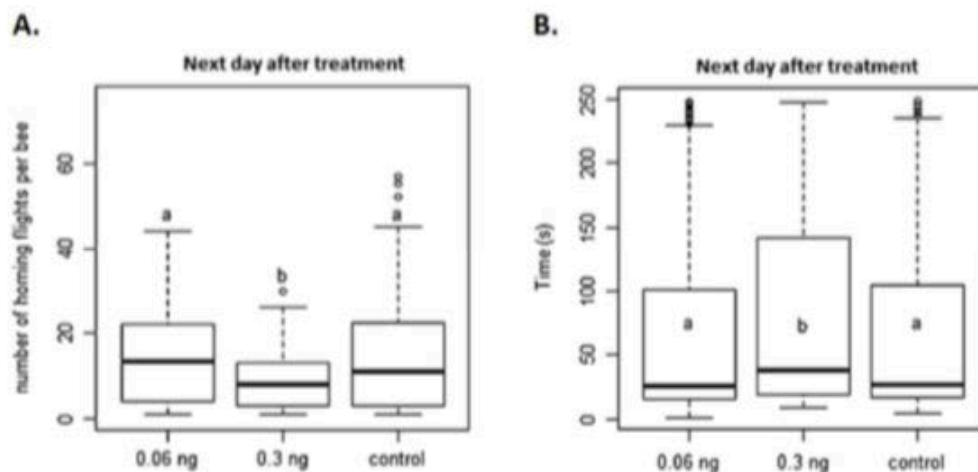 A.
Next day after treatment
number of homing flights per bee
0
20
40
60
a
b
a
0.06 ng
0.3 ng
control
B.
Next day after treatment
Time (s)
0
50
100
150
200
250
a
b
a
0.06 ng
0.3 ng
control